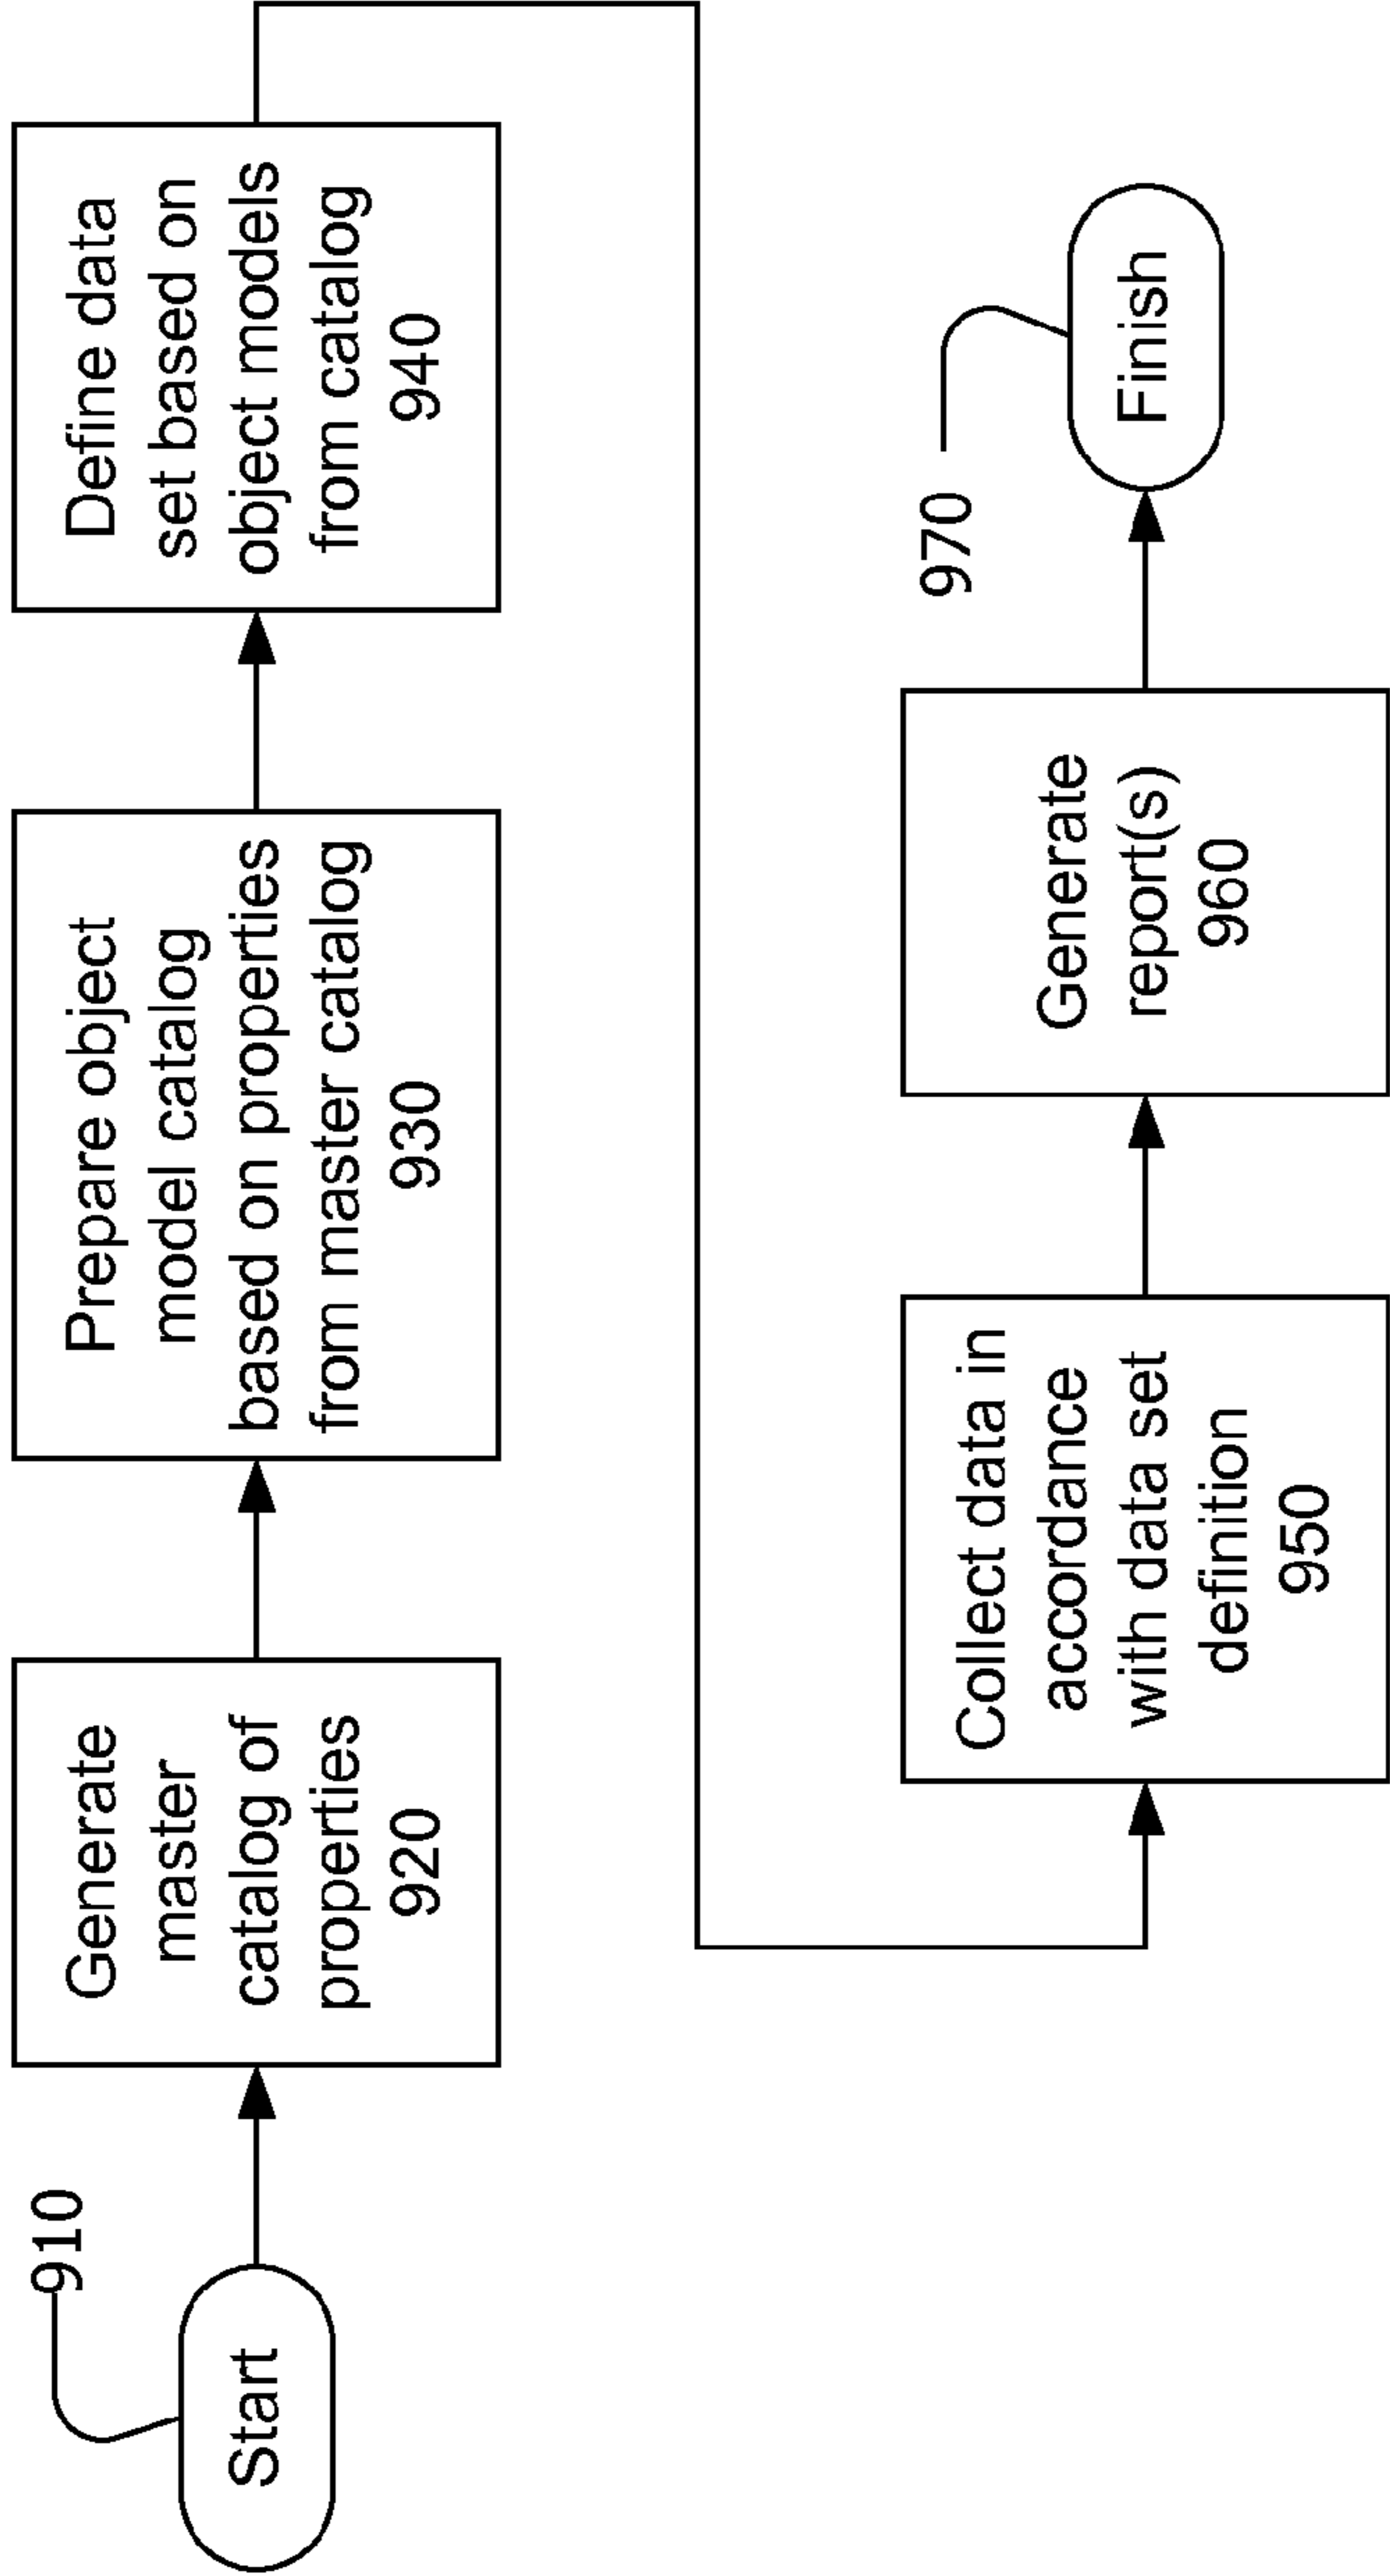 910
Start
Generate
master
catalog of
properties
920
Prepare object
model catalog
based on properties
from master catalog
930
Define data
set based on
object models
from catalog
940
Collect data in
accordance
with data set
definition
950
Generate
report(s)
960
970
Finish